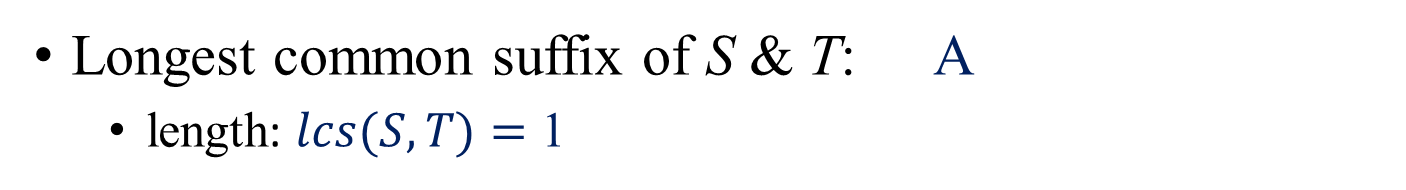 • Longest common suffix of S & T: A
• length: lcs(S,T) = 1